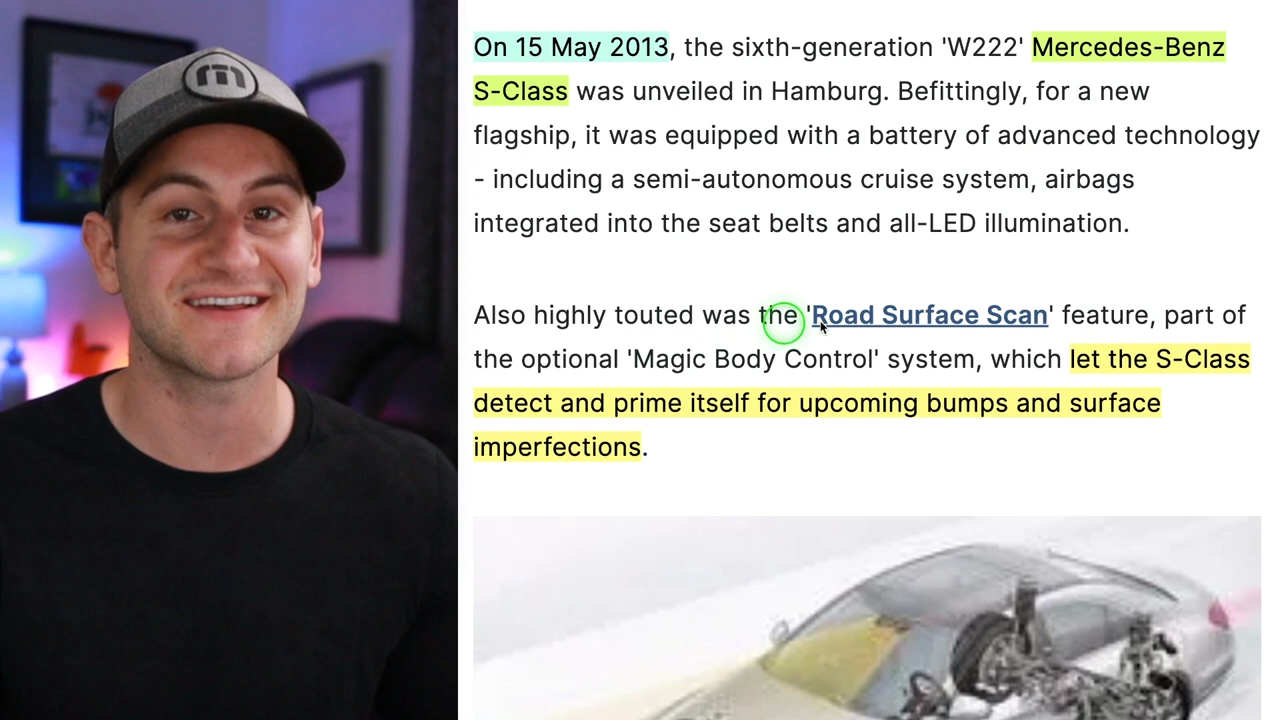 On 15 May 2013, the sixth-generation 'W222' Mercedes-Benz
S-Class was unveiled in Hamburg. Befittingly, for a new
flagship, it was equipped with a battery of advanced technology
- including a semi-autonomous cruise system, airbags
integrated into the seat belts and all-LED illumination.
Also highly touted was the 'Road Surface Scan' feature, part of
the optional 'Magic Body Control' system, which let the S-Class
detect and prime itself for upcoming bumps and surface
imperfections.